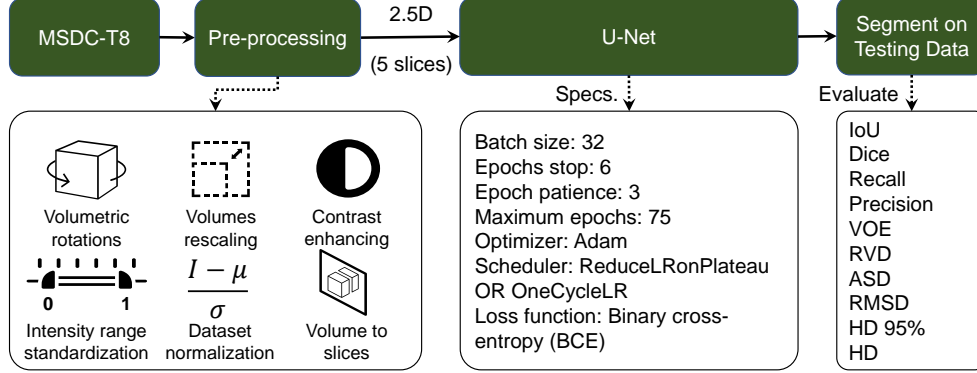 MSDC-T8
Pre-processing
2.5D
(5 slices)
U-Net
Segment on
Testing Data
Specs.
Evaluate
Volumetric
rotations
Volumes
rescaling
Contrast
enhancing
0 1
Intensity range
standardization
I − μ
σ
Dataset
normalization
Volume to
slices
Batch size: 32
Epochs stop: 6
Epoch patience: 3
Maximum epochs: 75
Optimizer: Adam
Scheduler: ReduceLRonPlateau
OR OneCycleLR
Loss function: Binary cross-
entropy (BCE)
IoU
Dice
Recall
Precision
VOE
RVD
ASD
RMSD
HD 95%
HD